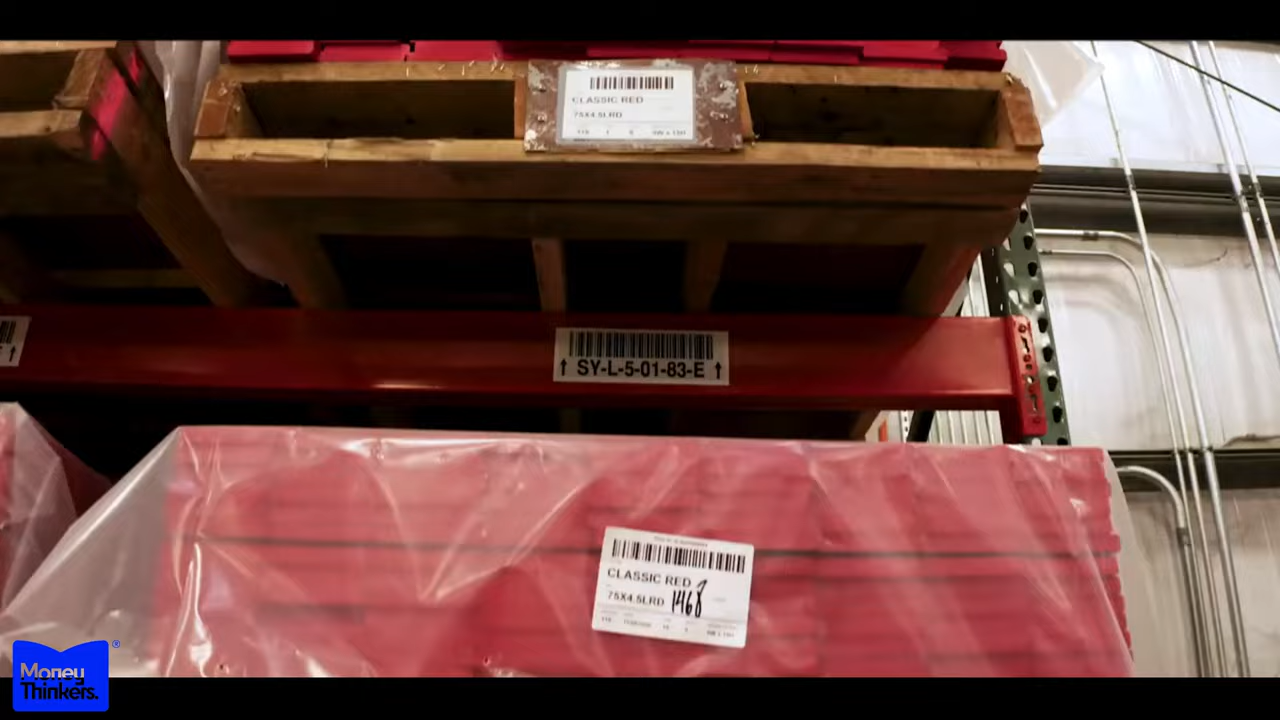 CLASSIC RED
75X4.5LRD
↑ SY-L-5-01-83-E ↑
CLASSIC RED
75X4.5LRD 1468
Money
Thinkers.
®